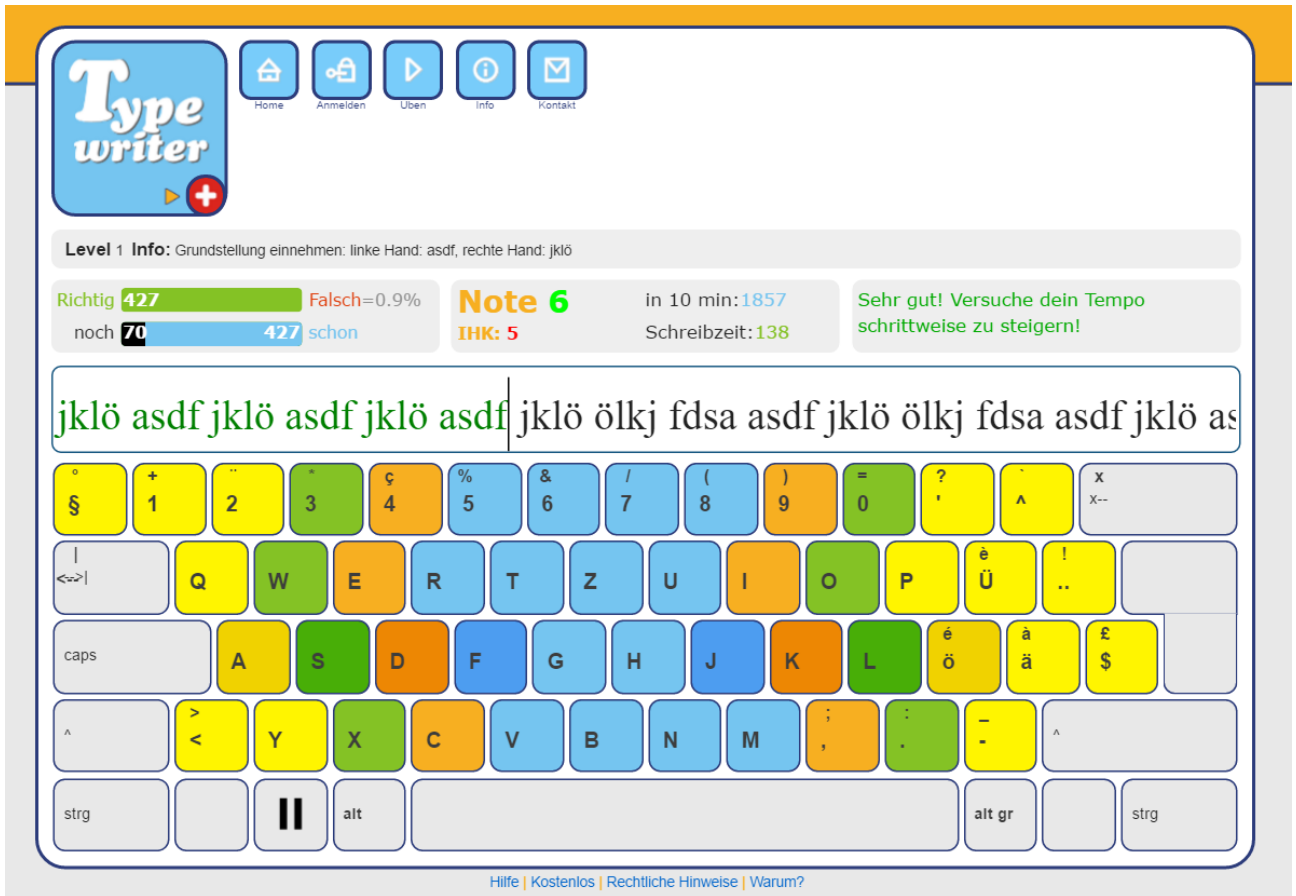 Type
writer
Home Anmelden Üben Info Kontakt
Level 1 Info: Grundstellung einnehmen: linke Hand: asdf, rechte Hand: jklö
Richtig 427 Falsch=0.9%
noch 70 427 schon
Note 6 in 10 min:1857
IHK: 5 Schreibzeit:138
Sehr gut! Versuche dein Tempo
schrittweise zu steigern!
jklö asdf jklö asdf jklö asdf jklö ölkj fdsa asdf jklö ölkj fdsa asdf jklö as
° + ¨ * ç % & / ( ) = ? ` x
§ 1 2 3 4 5 6 7 8 9 0 ' ^ x--
| è !
<-->| Q W E R T Z U I O P Ü ..
é à £
caps A S D F G H J K L ö ä $
> ; : _
^ < Y X C V B N M , . - ^
strg alt alt gr strg
Hilfe | Kostenlos | Rechtliche Hinweise | Warum?